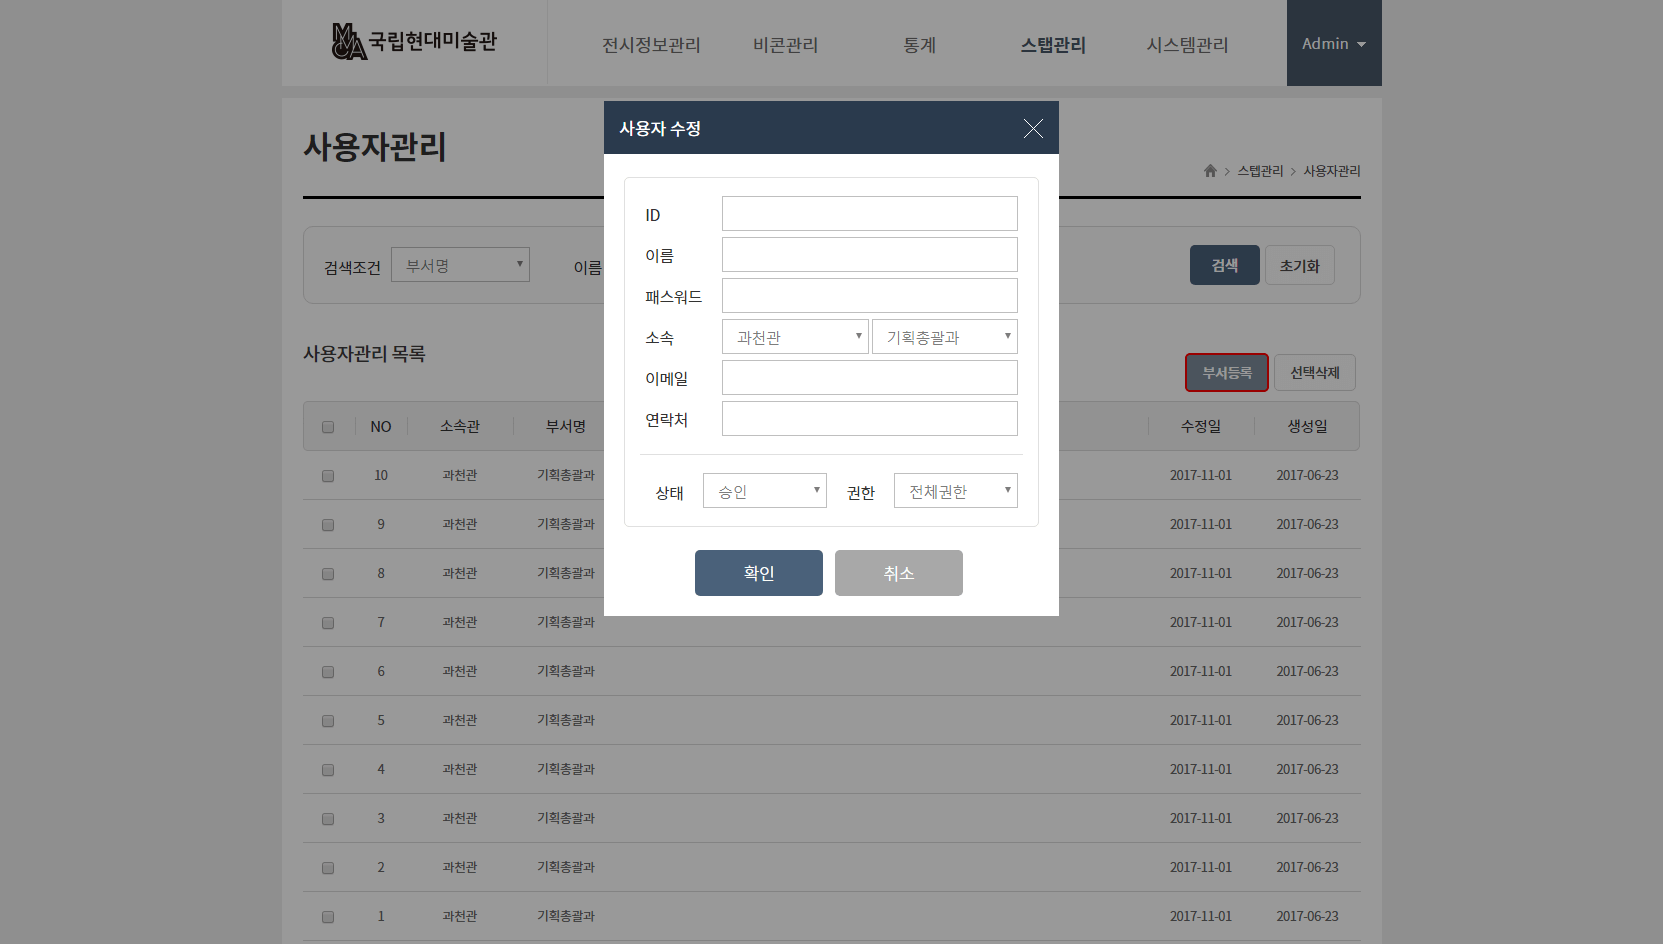 MMCA 국립현대미술관
전시정보관리 비콘관리 통계 스탭관리 시스템관리 Admin
사용자관리
스텝관리 > 사용자관리
사용자 수정
ID
이름
패스워드
소속 과천관 기획총괄과
이메일
연락처
상태 승인 권한 전체권한
확인 취소
검색조건 부서명 이름 검색 초기화
사용자관리 목록
부서등록 선택삭제
NO 소속관 부서명 수정일 생성일
10 과천관 기획총괄과 2017-11-01 2017-06-23
9 과천관 기획총괄과 2017-11-01 2017-06-23
8 과천관 기획총괄과 2017-11-01 2017-06-23
7 과천관 기획총괄과 2017-11-01 2017-06-23
6 과천관 기획총괄과 2017-11-01 2017-06-23
5 과천관 기획총괄과 2017-11-01 2017-06-23
4 과천관 기획총괄과 2017-11-01 2017-06-23
3 과천관 기획총괄과 2017-11-01 2017-06-23
2 과천관 기획총괄과 2017-11-01 2017-06-23
1 과천관 기획총괄과 2017-11-01 2017-06-23